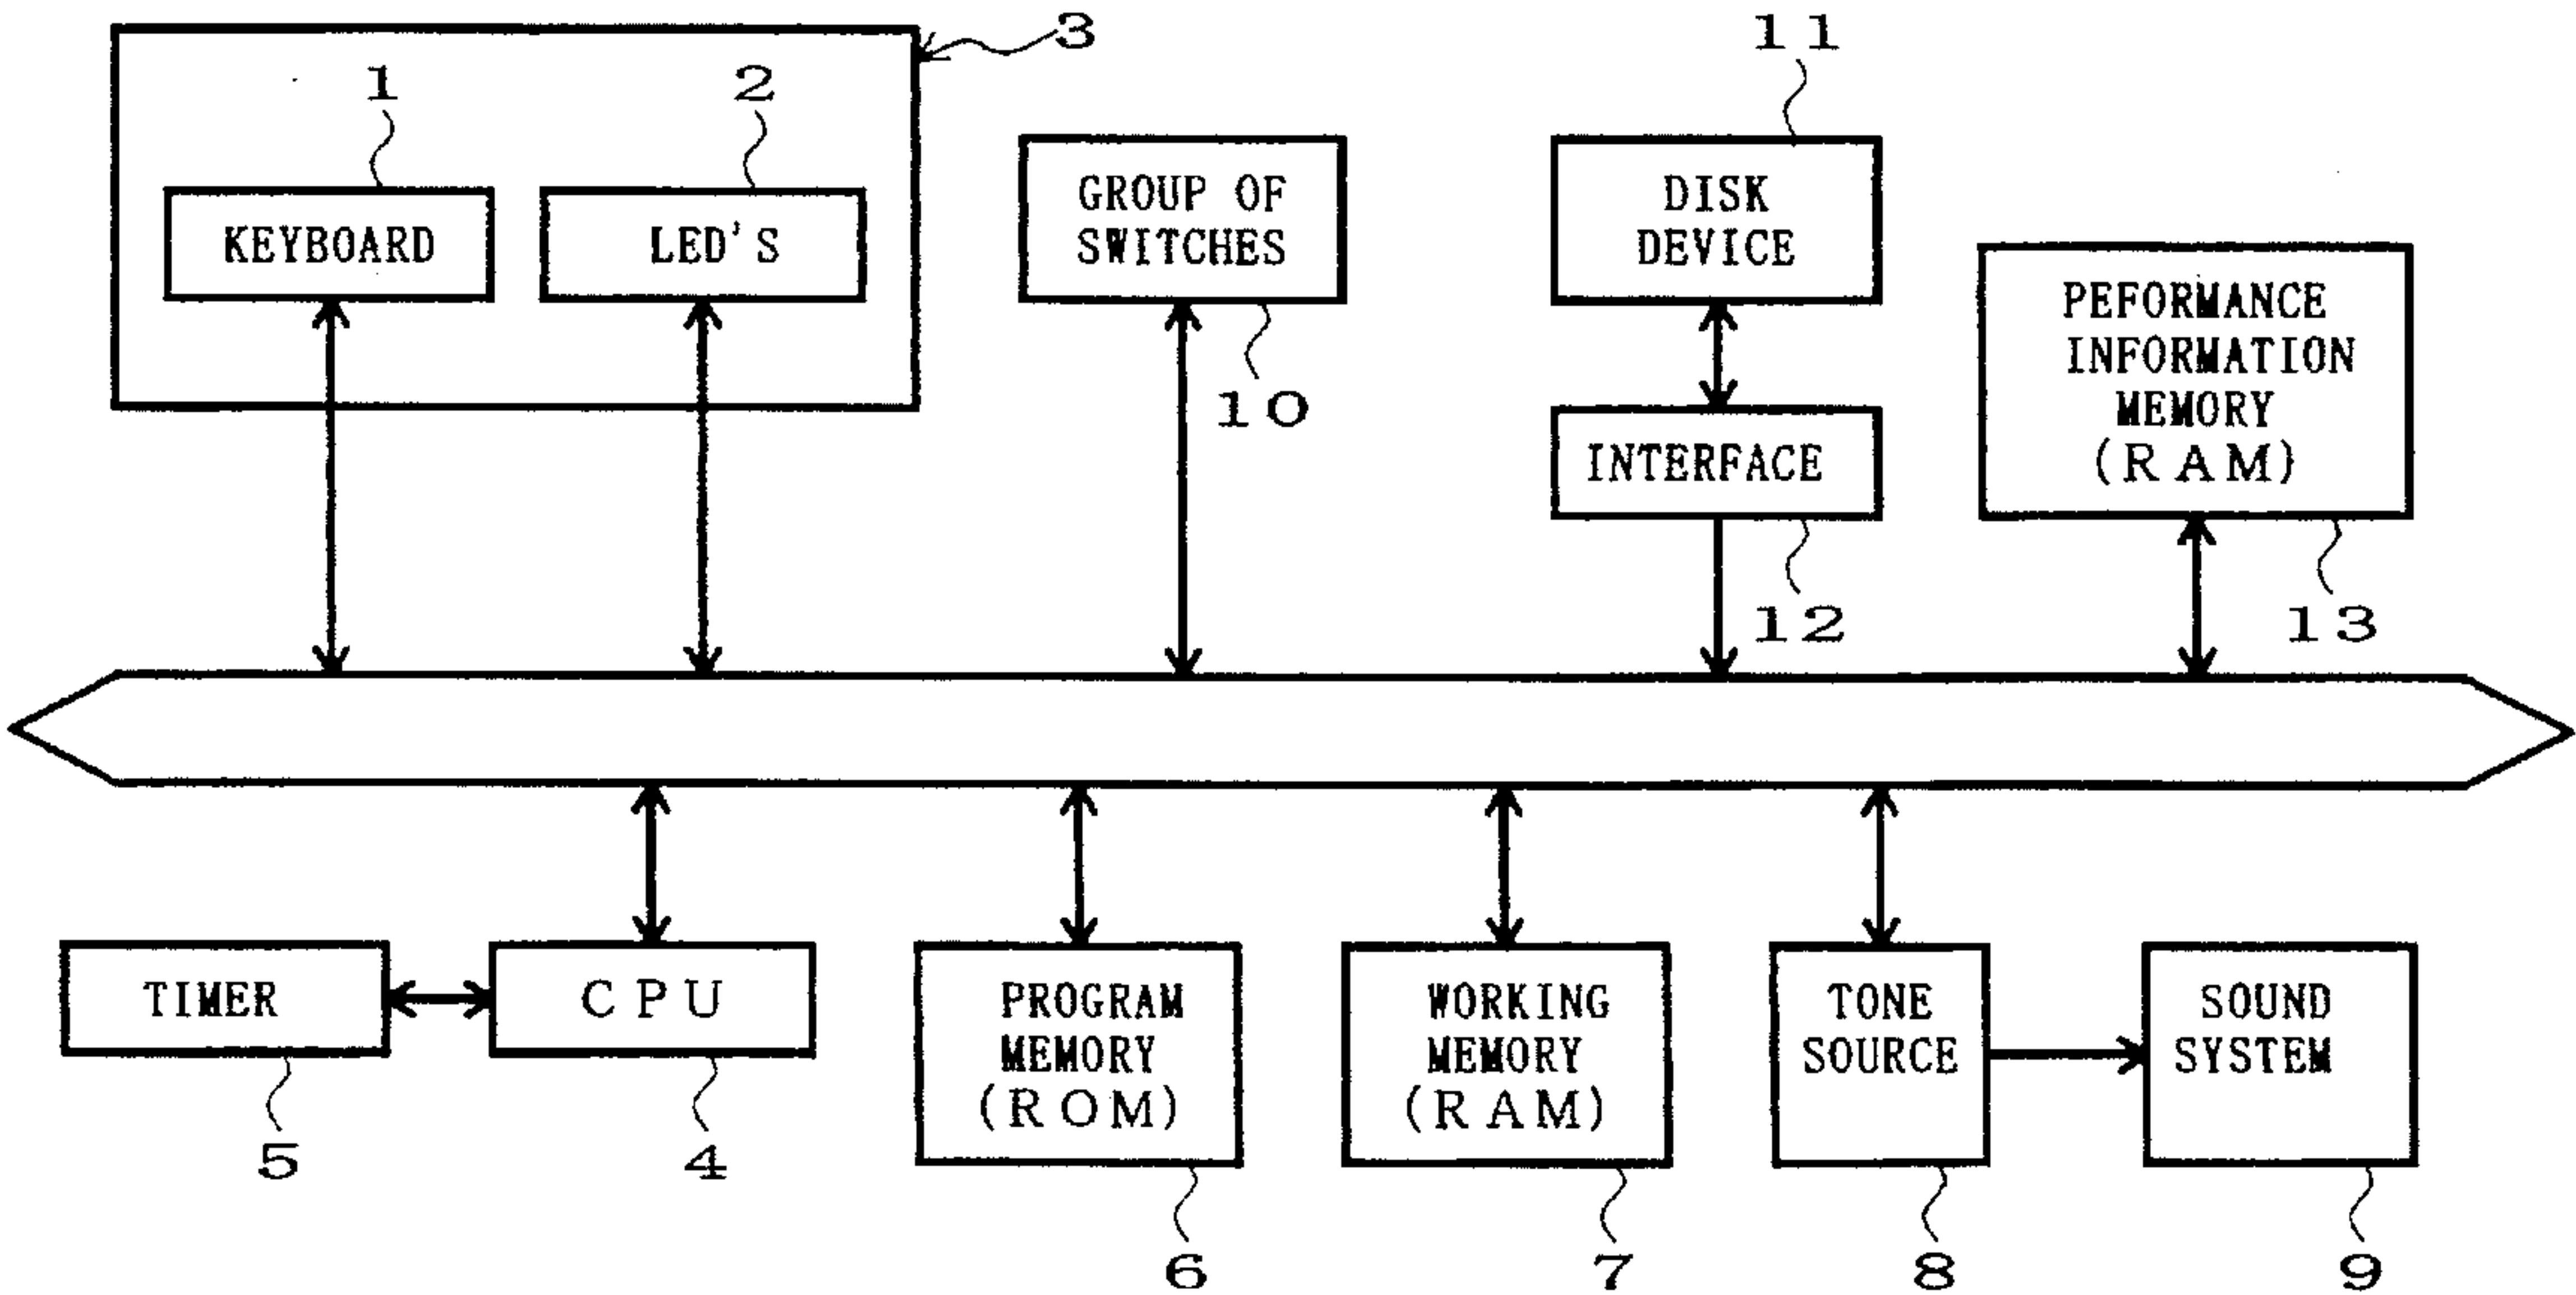 3
1
2
11
KEYBOARD
LED'S
GROUP OF
SWITCHES
10
DISK
DEVICE
INTERFACE
12
PEFORMANCE
INFORMATION
MEMORY
(RAM)
13
TIMER
5
CPU
4
PROGRAM
MEMORY
(ROM)
6
WORKING
MEMORY
(RAM)
7
TONE
SOURCE
8
SOUND
SYSTEM
9